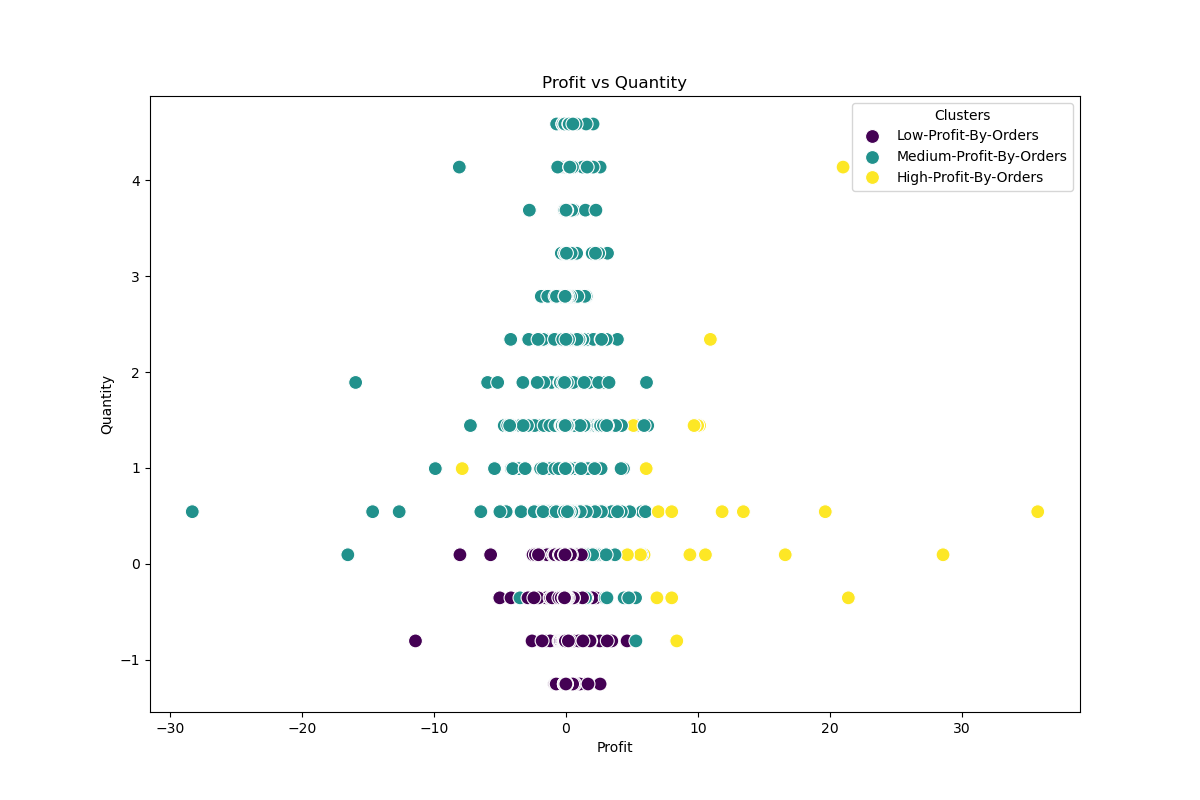 Profit vs Quantity
Clusters
Low-Profit-By-Orders
Medium-Profit-By-Orders
High-Profit-By-Orders
4
3
2
1
0
−1
Quantity
−30
−20
−10
0
10
20
30
Profit